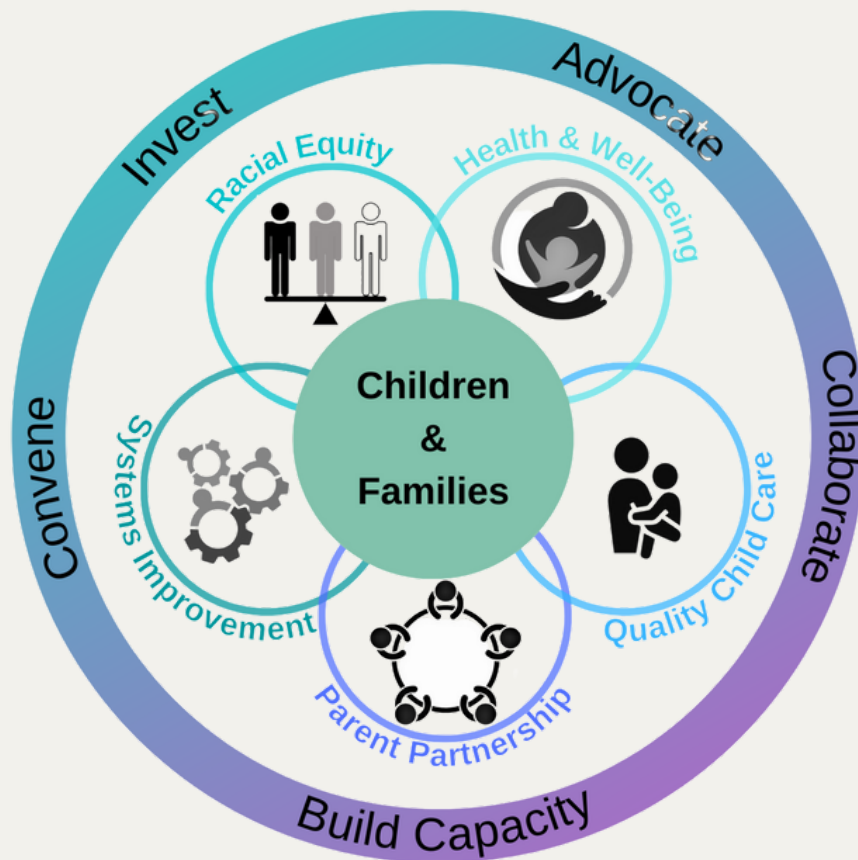 Invest
Advocate
Collaborate
Build Capacity
Convene
Racial Equity
Health & Well-Being
Quality Child Care
Parent Partnership
Systems Improvement
Children
&
Families